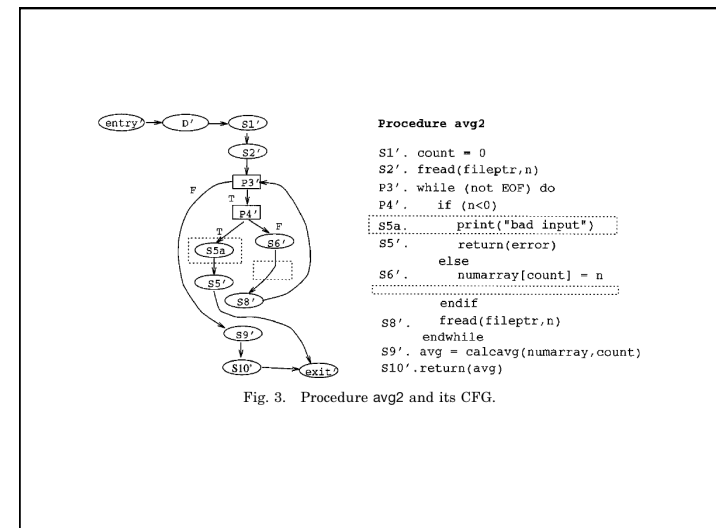 entry' D' S1'
S2'
P3'
F
T
P4'
T F
S5a S6'
S5'
S8'
S9'
S10' exit'
Procedure avg2
S1'. count = 0
S2'. fread(fileptr,n)
P3'. while (not EOF) do
P4'. if (n<0)
S5a. print("bad input")
S5'. return(error)
else
S6'. numarray[count] = n
endif
S8'. fread(fileptr,n)
endwhile
S9'. avg = calcavg(numarray,count)
S10'.return(avg)
Fig. 3. Procedure avg2 and its CFG.